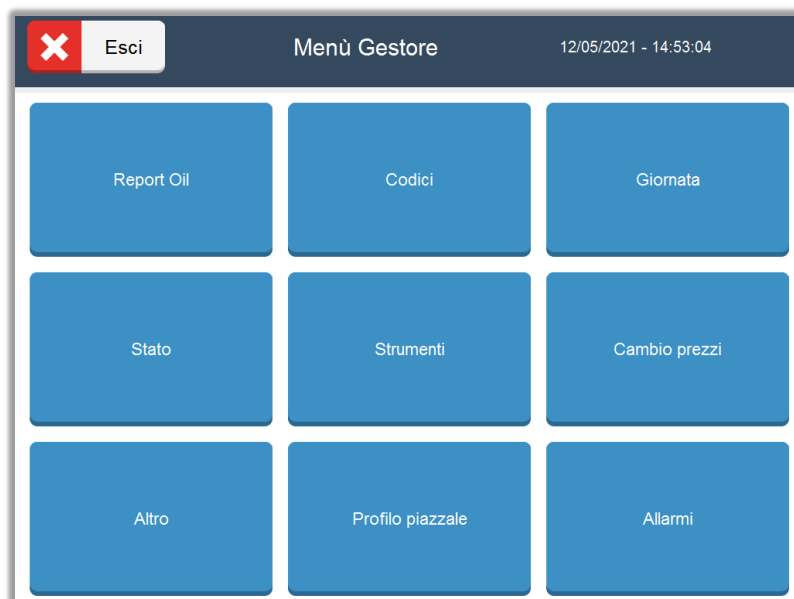 Esci
Menù Gestore
12/05/2021 - 14:53:04
Report Oil
Codici
Giornata
Stato
Strumenti
Cambio prezzi
Altro
Profilo piazzale
Allarmi